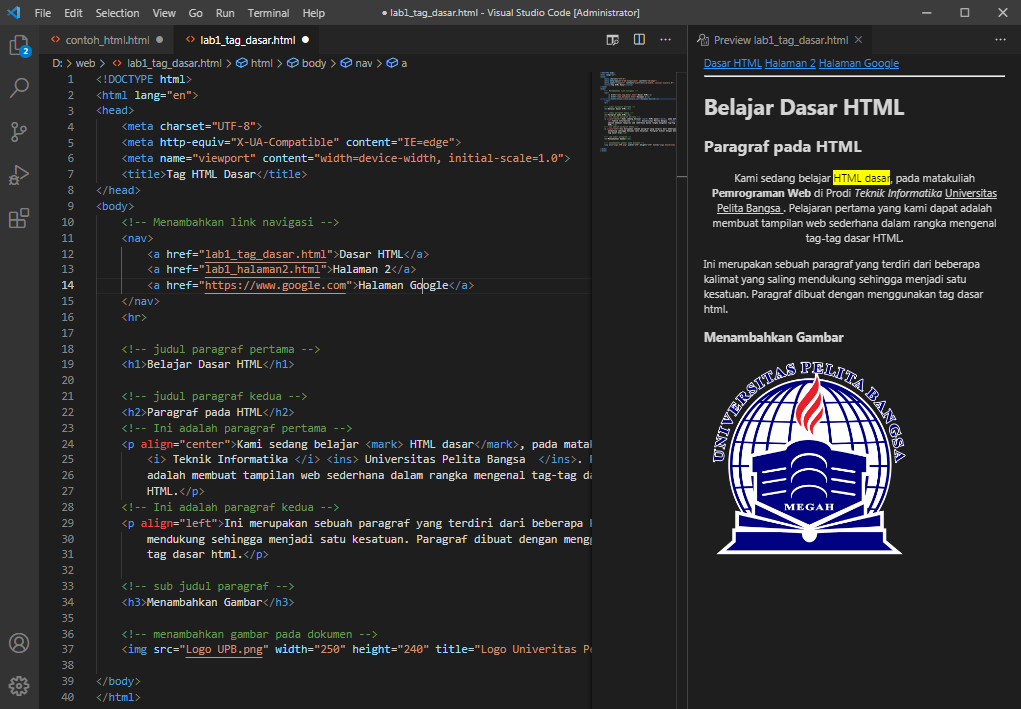 File Edit Selection View Go Run Terminal Help
● lab1_tag_dasar.html - Visual Studio Code [Administrator]
2
contoh_html.html ●
lab1_tag_dasar.html ●
D: > web > lab1_tag_dasar.html > html > body > nav > a
1 <!DOCTYPE html>
2 <html lang="en">
3 <head>
4 <meta charset="UTF-8">
5 <meta http-equiv="X-UA-Compatible" content="IE=edge">
6 <meta name="viewport" content="width=device-width, initial-scale=1.0">
7 <title>Tag HTML Dasar</title>
8 </head>
9 <body>
10 <!-- Menambahkan link navigasi -->
11 <nav>
12 <a href="lab1_tag_dasar.html">Dasar HTML</a>
13 <a href="lab1_halaman2.html">Halaman 2</a>
14 <a href="https://www.google.com">Halaman Google</a>
15 </nav>
16 <hr>
17
18 <!-- judul paragraf pertama -->
19 <h1>Belajar Dasar HTML</h1>
20
21 <!-- judul paragraf kedua -->
22 <h2>Paragraf pada HTML</h2>
23 <!-- Ini adalah paragraf pertama -->
24 <p align="center">Kami sedang belajar <mark> HTML dasar</mark>, pada matak
25 <i> Teknik Informatika </i> <ins> Universitas Pelita Bangsa  </ins>.
26 adalah membuat tampilan web sederhana dalam rangka mengenal tag-tag da
27 HTML.</p>
28 <!-- Ini adalah paragraf kedua -->
29 <p align="left">Ini merupakan sebuah paragraf yang terdiri dari beberapa
30 mendukung sehingga menjadi satu kesatuan. Paragraf dibuat dengan mengg
31 tag dasar html.</p>
32
33 <!-- sub judul paragraf -->
34 <h3>Menambahkan Gambar</h3>
35
36 <!-- menambahkan gambar pada dokumen -->
37 <img src="Logo UPB.png" width="250" height="240" title="Logo Univeritas Pe
38
39 </body>
40 </html>
Preview lab1_tag_dasar.html
Dasar HTML Halaman 2 Halaman Google
Belajar Dasar HTML
Paragraf pada HTML
Kami sedang belajar HTML dasar, pada matakuliah
Pemrograman Web di Prodi Teknik Informatika Universitas
Pelita Bangsa . Pelajaran pertama yang kami dapat adalah
membuat tampilan web sederhana dalam rangka mengenal
tag-tag dasar HTML.
Ini merupakan sebuah paragraf yang terdiri dari beberapa
kalimat yang saling mendukung sehingga menjadi satu
kesatuan. Paragraf dibuat dengan menggunakan tag dasar
html.
Menambahkan Gambar
UNIVERSITAS PELITA BANGSA
MEGAH